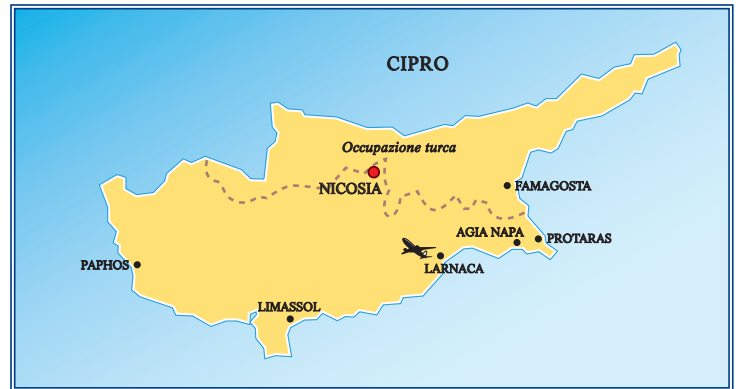 CIPRO
Occupazione turca
NICOSIA
FAMAGOSTA
AGIA NAPA
PROTARAS
PAPHOS
LARNACA
LIMASSOL